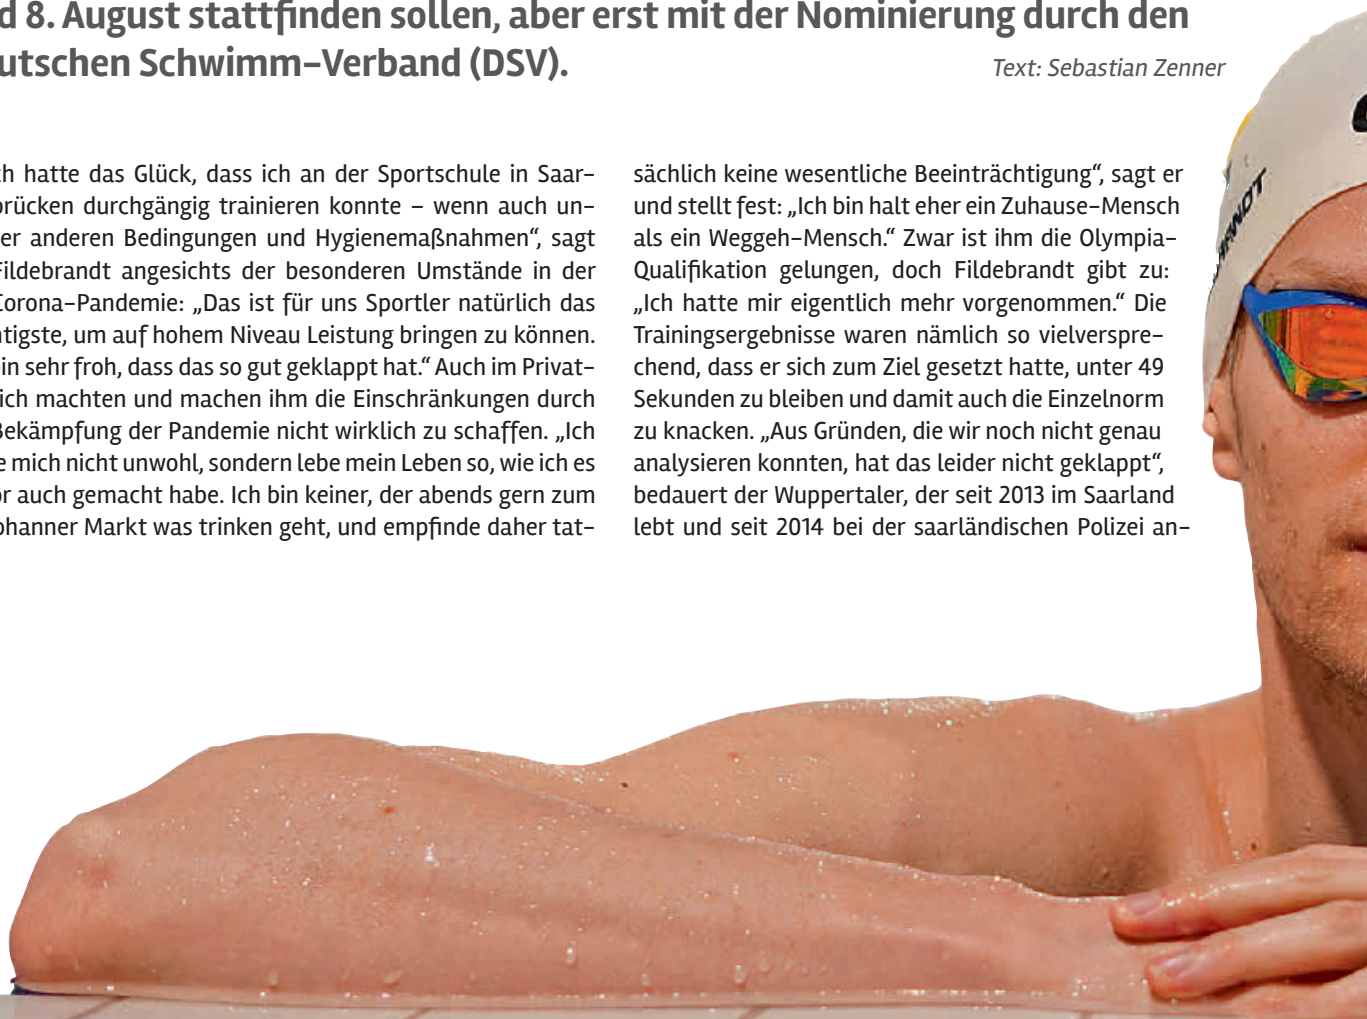 d 8. August stattfinden sollen, aber erst mit der Nominierung durch den
utschen Schwimm-Verband (DSV).
Text: Sebastian Zenner
ch hatte das Glück, dass ich an der Sportschule in Saar-
brücken durchgängig trainieren konnte – wenn auch un-
er anderen Bedingungen und Hygienemaßnahmen“, sagt
Fildebrandt angesichts der besonderen Umstände in der
Corona-Pandemie: „Das ist für uns Sportler natürlich das
htigste, um auf hohem Niveau Leistung bringen zu können.
in sehr froh, dass das so gut geklappt hat.“ Auch im Privat-
ich machten und machen ihm die Einschränkungen durch
Bekämpfung der Pandemie nicht wirklich zu schaffen. „Ich
e mich nicht unwohl, sondern lebe mein Leben so, wie ich es
or auch gemacht habe. Ich bin keiner, der abends gern zum
ohanner Markt was trinken geht, und empfinde daher tat-
sächlich keine wesentliche Beeinträchtigung“, sagt er
und stellt fest: „Ich bin halt eher ein Zuhause-Mensch
als ein Weggeh-Mensch.“ Zwar ist ihm die Olympia-
Qualifikation gelungen, doch Fildebrandt gibt zu:
„Ich hatte mir eigentlich mehr vorgenommen.“ Die
Trainingsergebnisse waren nämlich so vielverspre-
chend, dass er sich zum Ziel gesetzt hatte, unter 49
Sekunden zu bleiben und damit auch die Einzelnorm
zu knacken. „Aus Gründen, die wir noch nicht genau
analysieren konnten, hat das leider nicht geklappt“,
bedauert der Wuppertaler, der seit 2013 im Saarland
lebt und seit 2014 bei der saarländischen Polizei an-